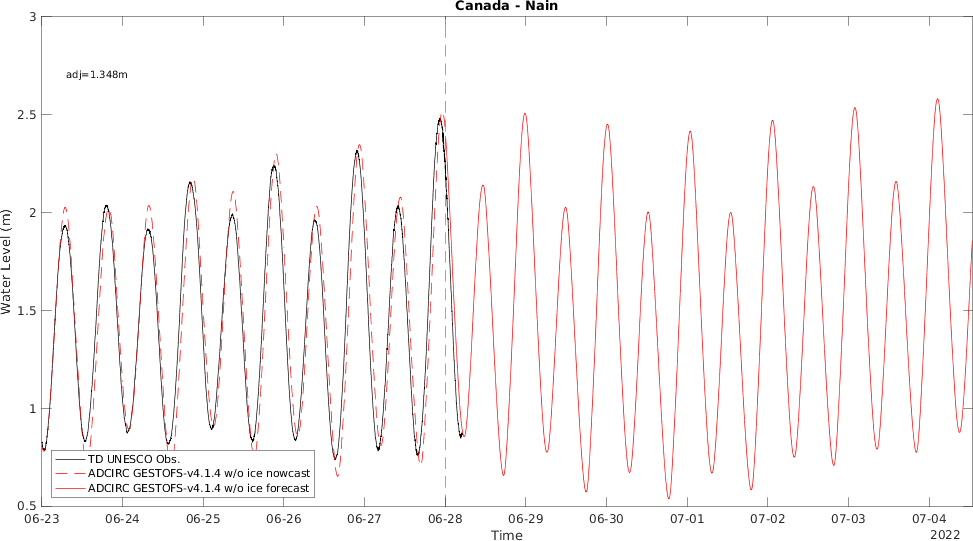 Canada - Nain
3
adj=1.348m
2.5
2
Water Level (m)
1.5
1
TD UNESCO Obs.
ADCIRC GESTOFS-v4.1.4 w/o ice nowcast
ADCIRC GESTOFS-v4.1.4 w/o ice forecast
0.5
06-23 06-24 06-25 06-26 06-27 06-28 06-29 06-30 07-01 07-02 07-03 07-04
Time
2022